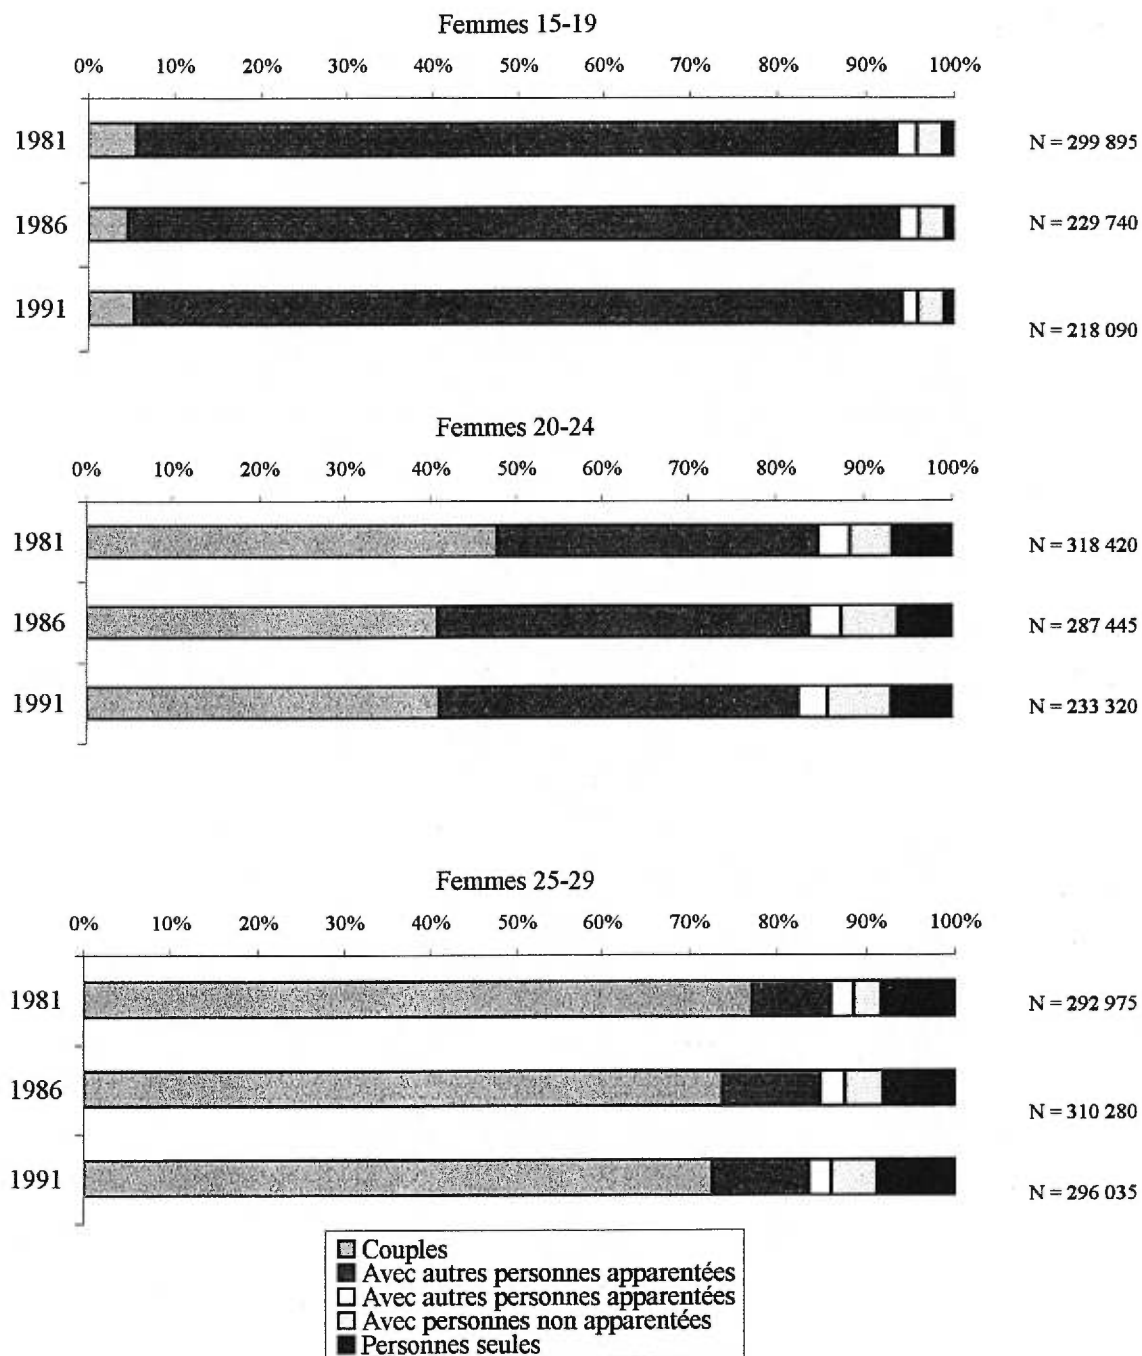 Femmes 15-19
0% 10% 20% 30% 40% 50% 60% 70% 80% 90% 100%
1981 N = 299 895
1986 N = 229 740
1991 N = 218 090
Femmes 20-24
0% 10% 20% 30% 40% 50% 60% 70% 80% 90% 100%
1981 N = 318 420
1986 N = 287 445
1991 N = 233 320
Femmes 25-29
0% 10% 20% 30% 40% 50% 60% 70% 80% 90% 100%
1981 N = 292 975
1986 N = 310 280
1991 N = 296 035
Couples
Avec autres personnes apparentées
Avec autres personnes apparentées
Avec personnes non apparentées
Personnes seules